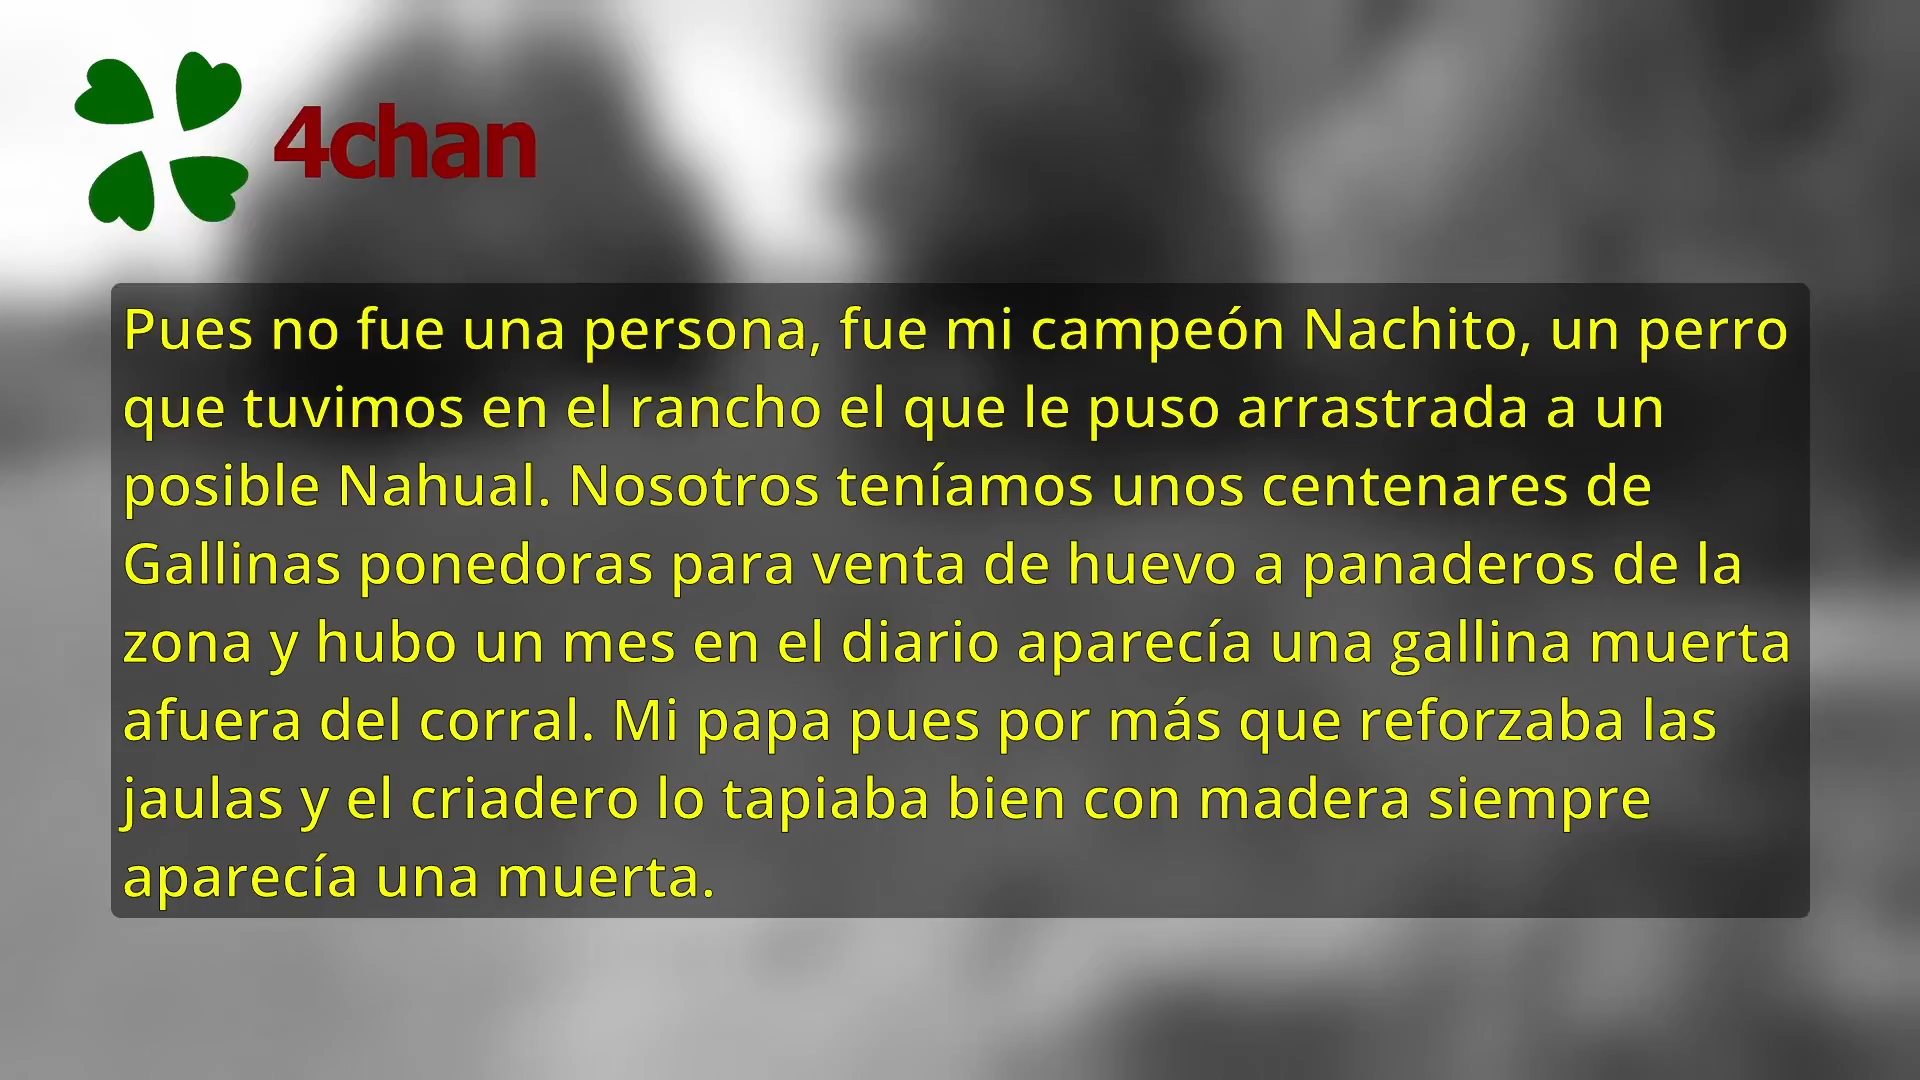 4chan
Pues no fue una persona, fue mi campeón Nachito, un perro
que tuvimos en el rancho el que le puso arrastrada a un
posible Nahual. Nosotros teníamos unos centenares de
Gallinas ponedoras para venta de huevo a panaderos de la
zona y hubo un mes en el diario aparecía una gallina muerta
afuera del corral. Mi papa pues por más que reforzaba las
jaulas y el criadero lo tapiaba bien con madera siempre
aparecía una muerta.